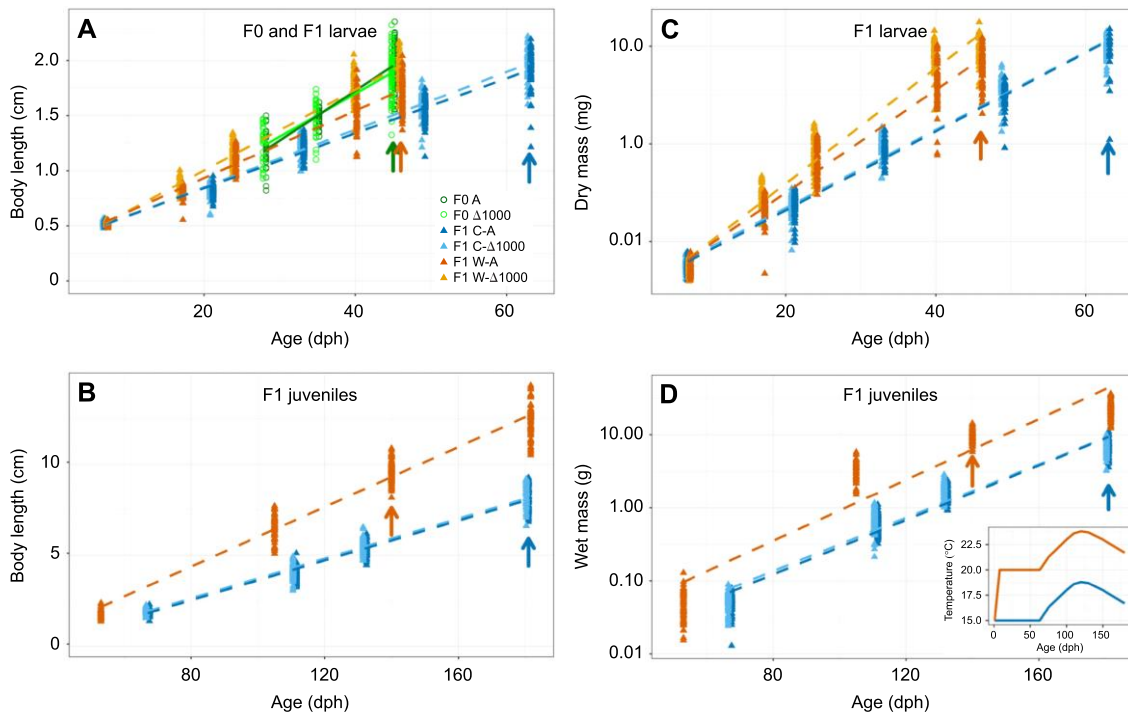 A
F0 and F1 larvae
Body length (cm)
2.0
1.5
1.0
0.5
0
F0 A
F0 Δ1000
F1 C-A
F1 C-Δ1000
F1 W-A
F1 W-Δ1000
20
40
60
Age (dph)
C
F1 larvae
Dry mass (mg)
10.0
1.0
0.01
20
40
60
Age (dph)
B
F1 juveniles
Body length (cm)
10
5
0
80
120
160
Age (dph)
D
F1 juveniles
Wet mass (g)
10.00
1.00
0.10
0.01
80
120
160
Age (dph)
Temperature (°C)
22.5
20.0
17.5
15.0
0
50
100
150
Age (dph)